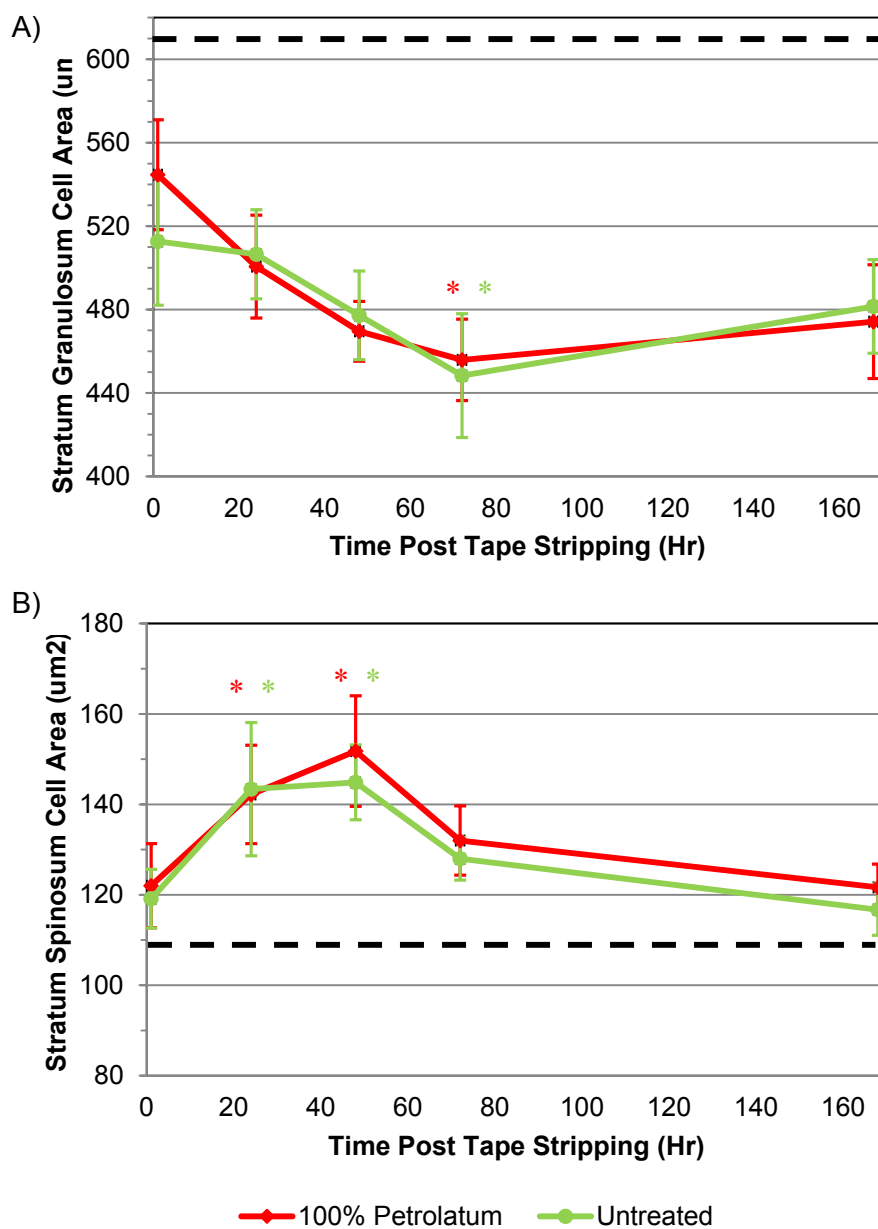 A)
Stratum Granulosum Cell Area (un
600
560
520
480
440
400
* *
0 20 40 60 80 100 120 140 160
Time Post Tape Stripping (Hr)
B)
Stratum Spinosum Cell Area (um2)
180
160
140
120
100
80
* * * *
0 20 40 60 80 100 120 140 160
Time Post Tape Stripping (Hr)
100% Petrolatum Untreated